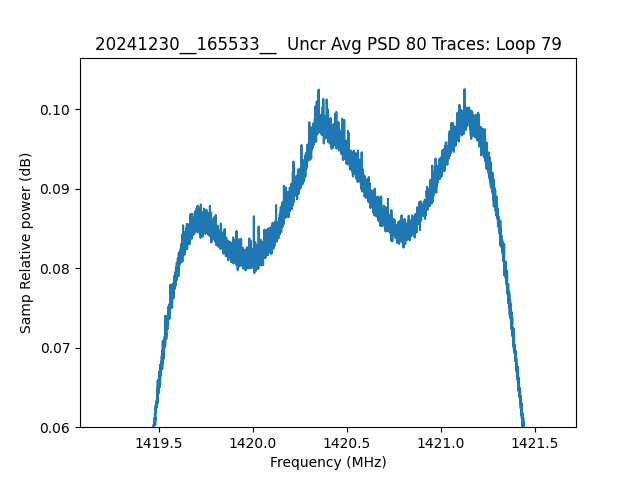 20241230__165533__  Uncr Avg PSD 80 Traces: Loop 79
0.10
0.09
0.08
0.07
0.06
Samp Relative power (dB)
1419.5 1420.0 1420.5 1421.0 1421.5
Frequency (MHz)